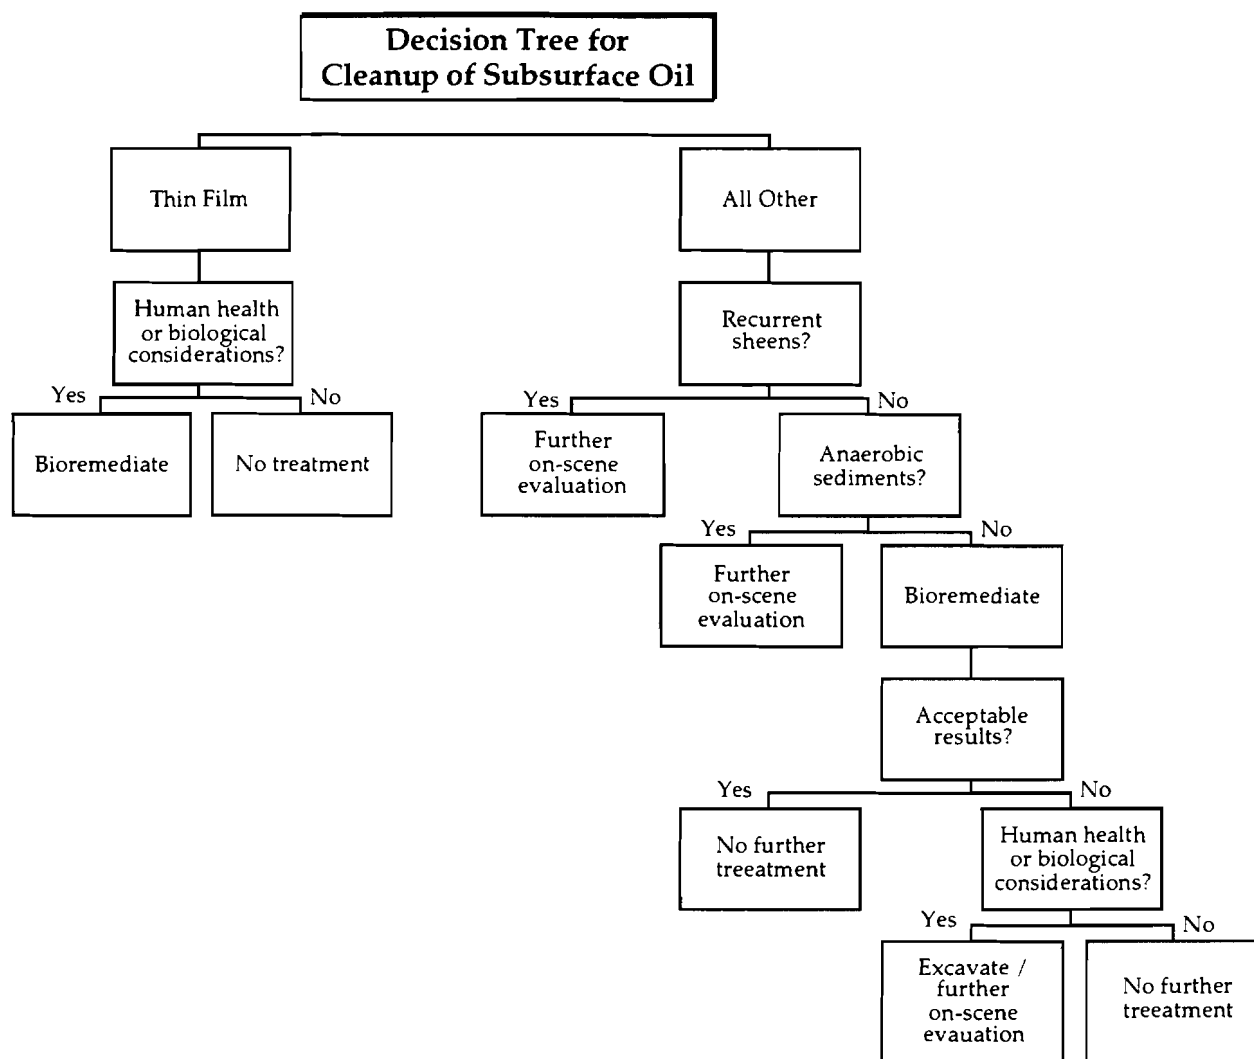 Decision Tree for
Cleanup of Subsurface Oil
Thin Film
All Other
Human health
or biological
considerations?
Recurrent
sheens?
Yes
No
Yes
No
Bioremediate
No treatment
Further
on-scene
evaluation
Anaerobic
sediments?
Yes
No
Further
on-scene
evaluation
Bioremediate
Acceptable
results?
Yes
No
No further
treeatment
Human health
or biological
considerations?
Yes
No
Excavate /
further
on-scene
evauation
No further
treeatment